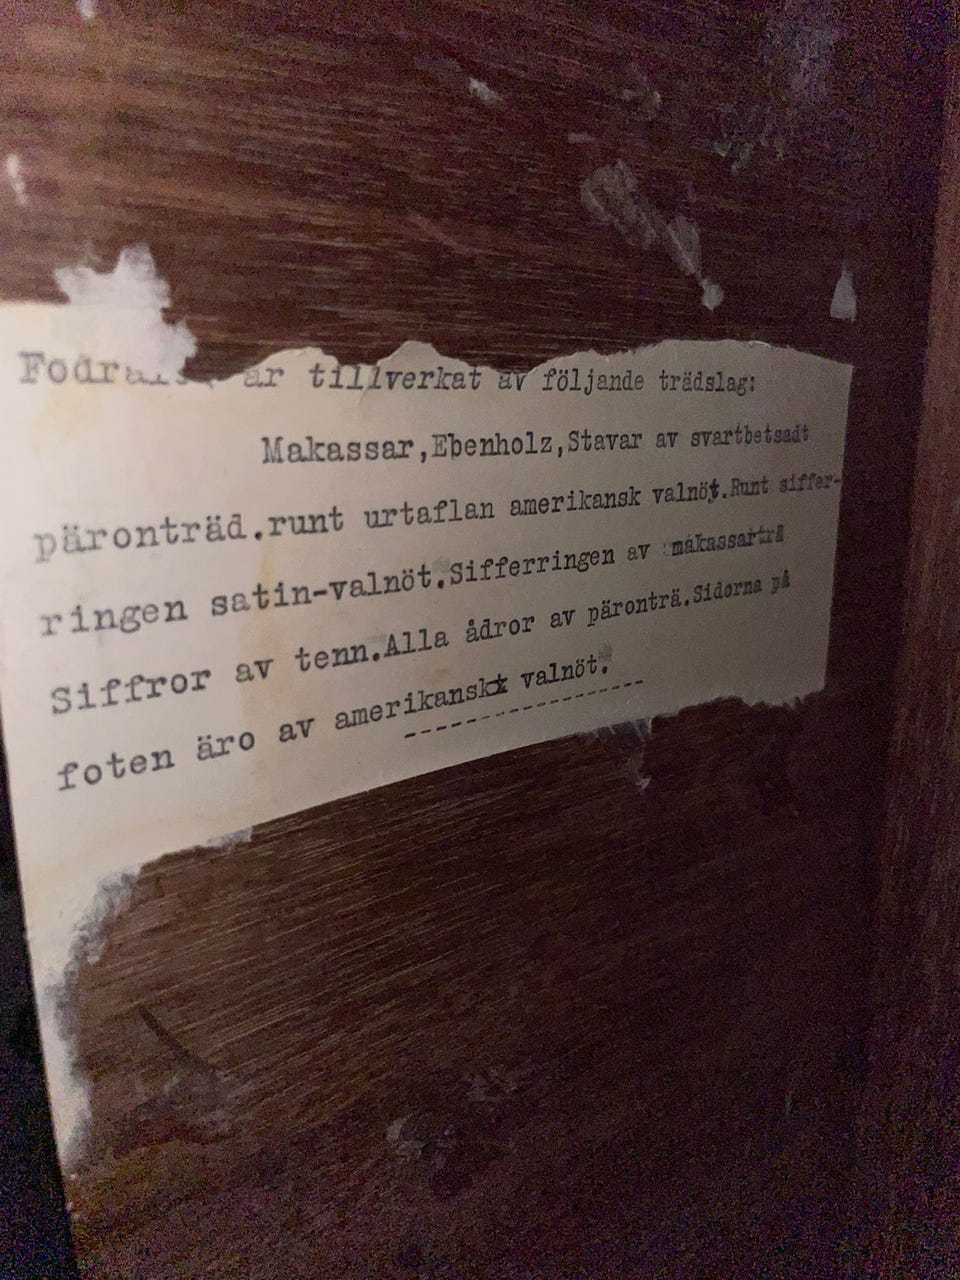 är tillverkat av följande trädslag:
Makassar,Ebenholz,Stavar av svartbetsadt
päronträd.runt urtaflan amerikansk valnöt.Runt siffer-
ringen satin-valnöt.Sifferringen av makassarträ
Siffror av tenn.Alla ådror av päronträ.Sidorna på
foten äro av amerikansk valnöt.